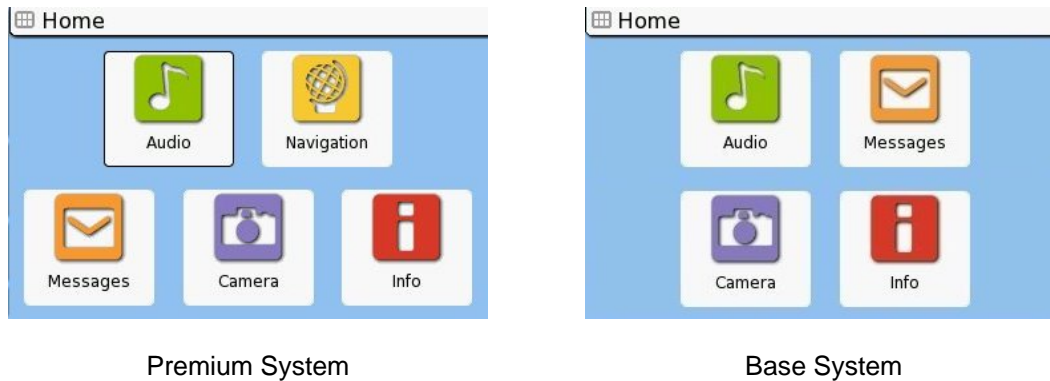 Home
Audio
Navigation
Messages
Camera
Info
Premium System
Home
Audio
Messages
Camera
Info
Base System